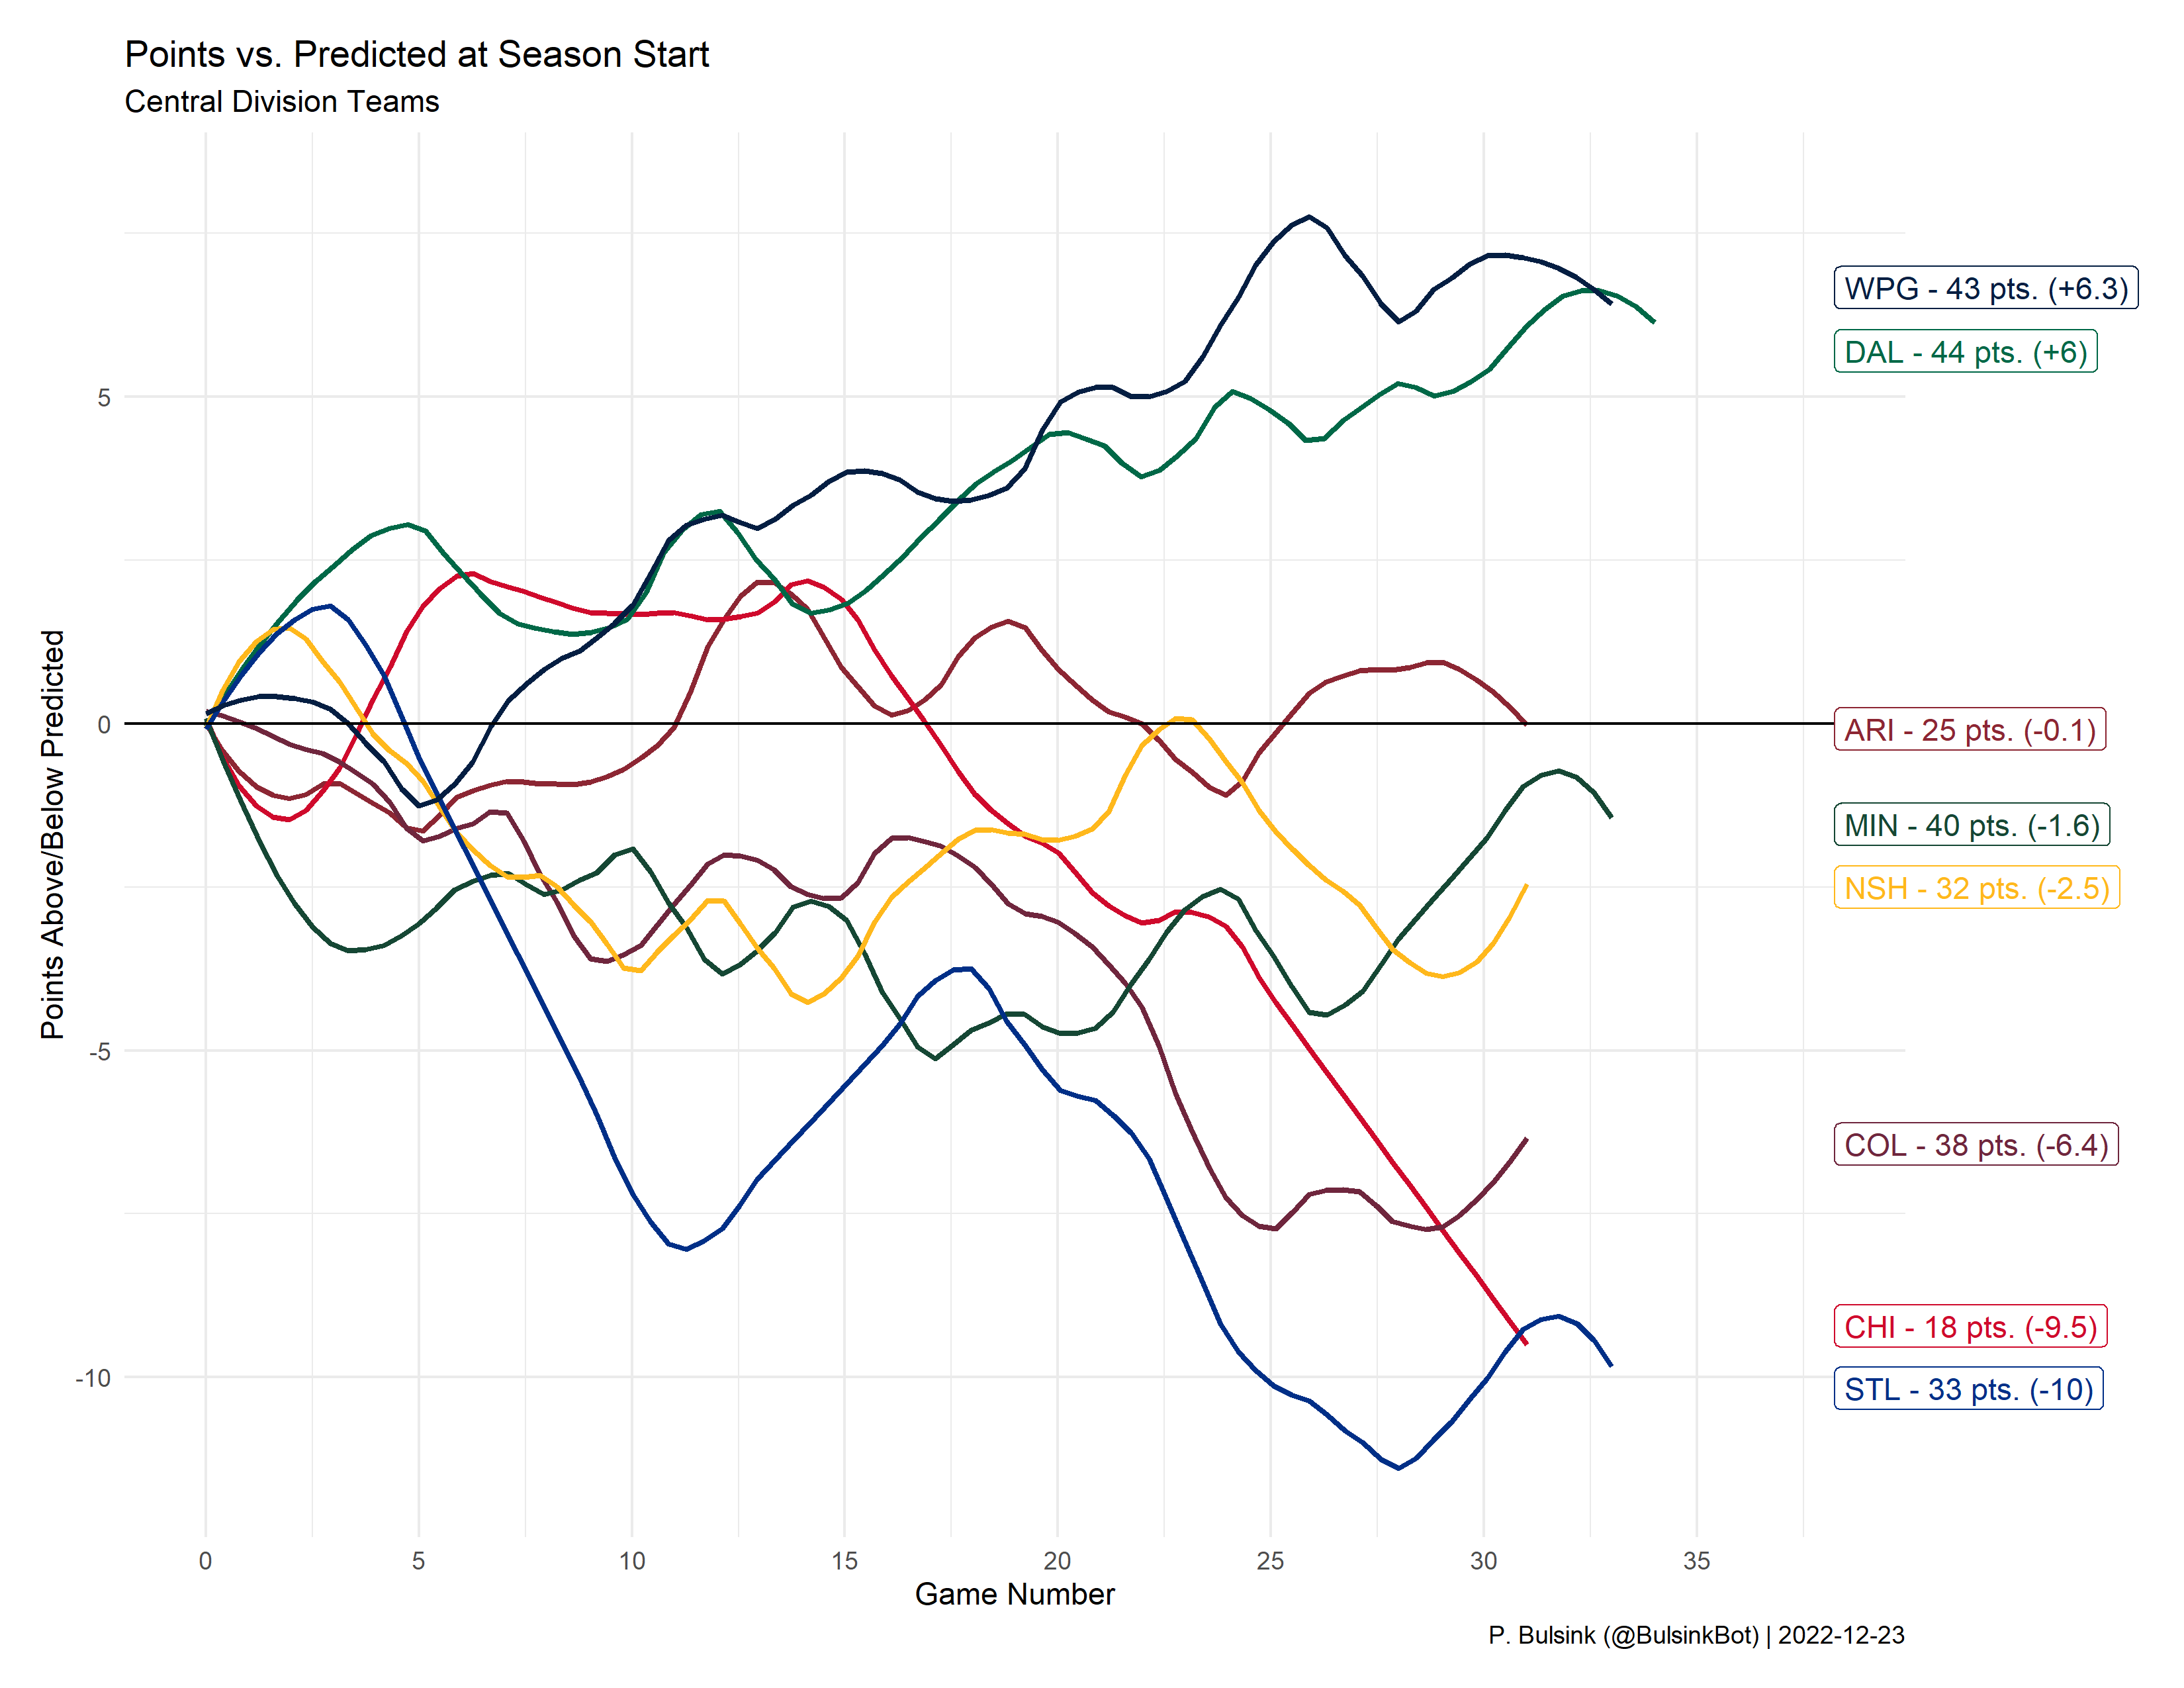 Points vs. Predicted at Season Start
Central Division Teams
Points Above/Below Predicted
5
0
-5
-10
WPG - 43 pts. (+6.3)
DAL - 44 pts. (+6)
ARI - 25 pts. (-0.1)
MIN - 40 pts. (-1.6)
NSH - 32 pts. (-2.5)
COL - 38 pts. (-6.4)
CHI - 18 pts. (-9.5)
STL - 33 pts. (-10)
0 5 10 15 20 25 30 35
Game Number
P. Bulsink (@BulsinkBot) | 2022-12-23